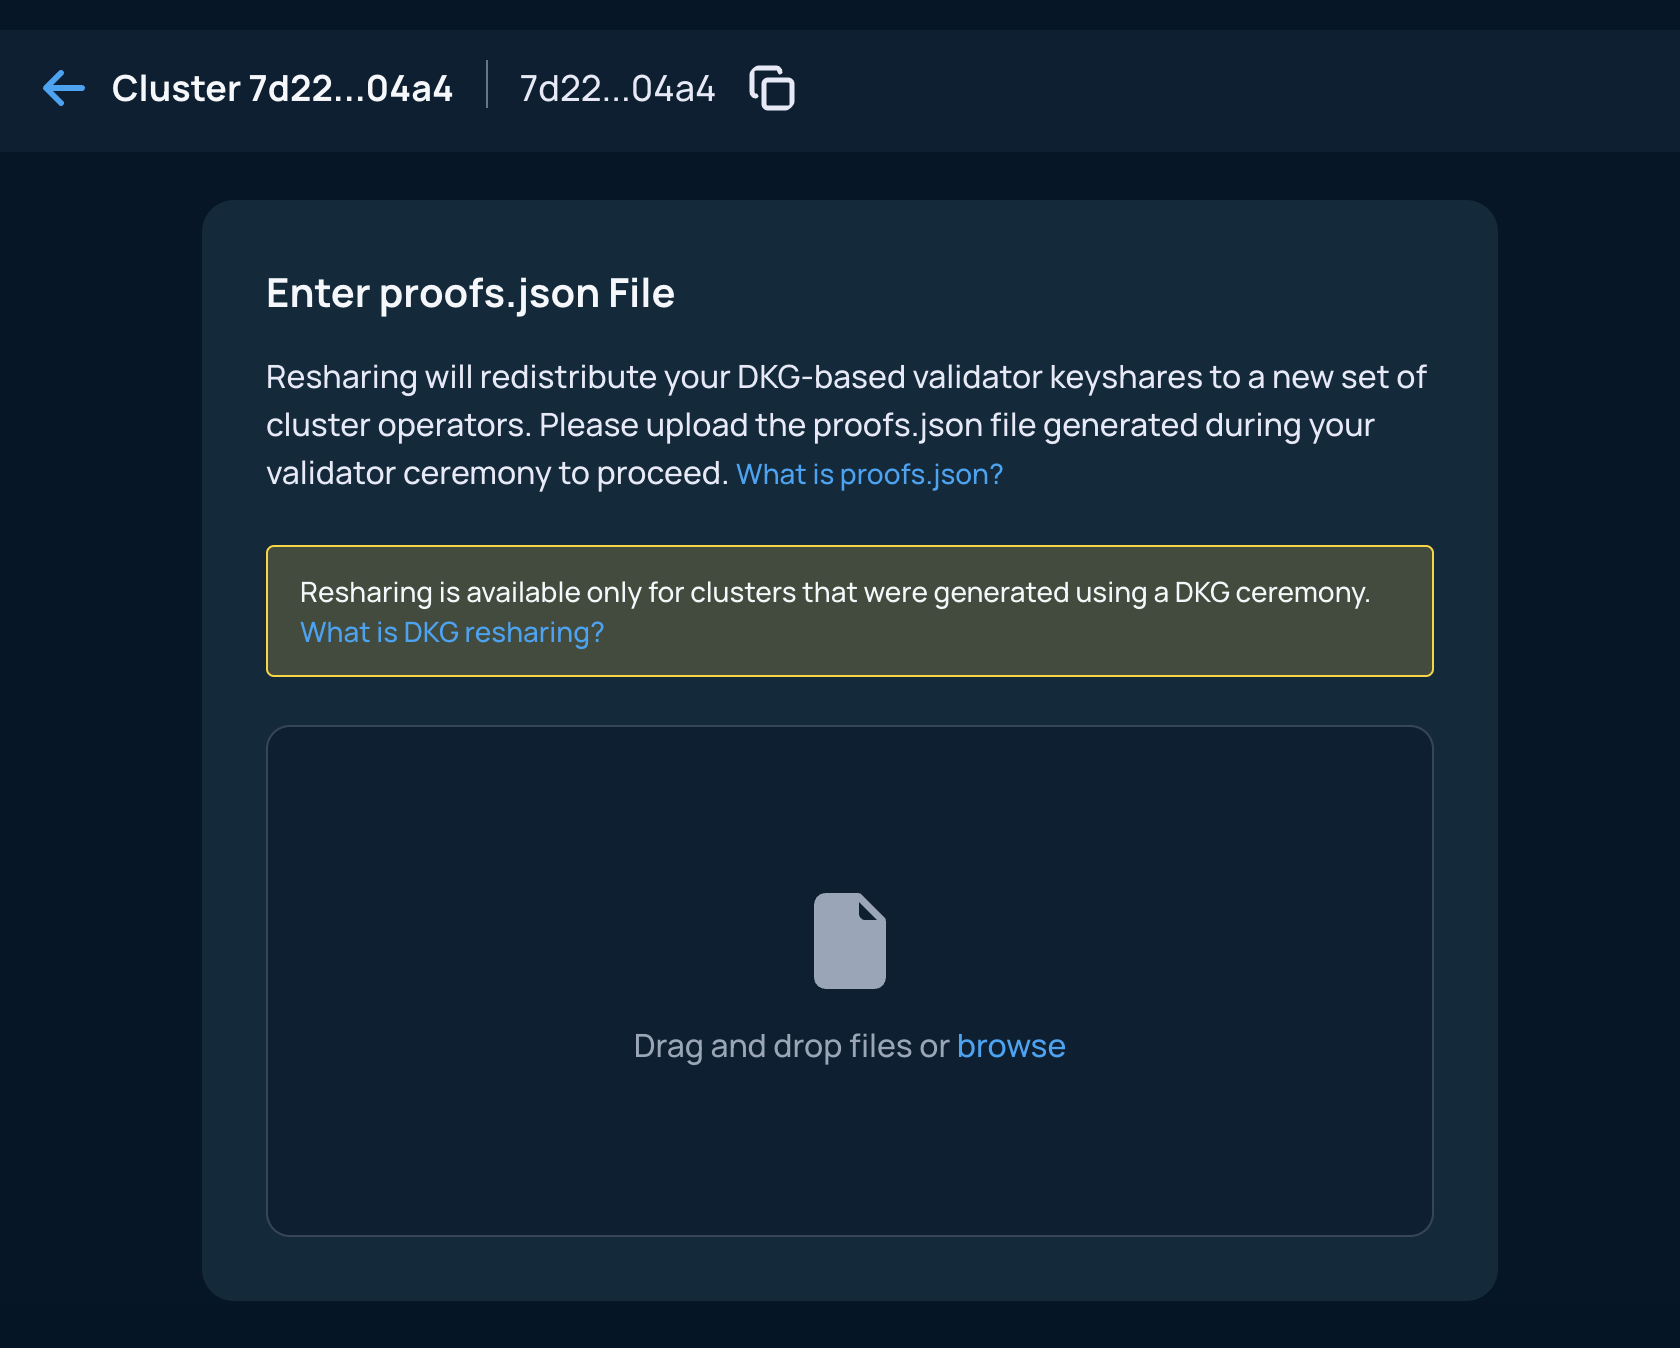 Cluster 7d22...04a4 | 7d22...04a4
Enter proofs.json File
Resharing will redistribute your DKG-based validator keyshares to a new set of
cluster operators. Please upload the proofs.json file generated during your
validator ceremony to proceed. What is proofs.json?
Resharing is available only for clusters that were generated using a DKG ceremony.
What is DKG resharing?
Drag and drop files or browse